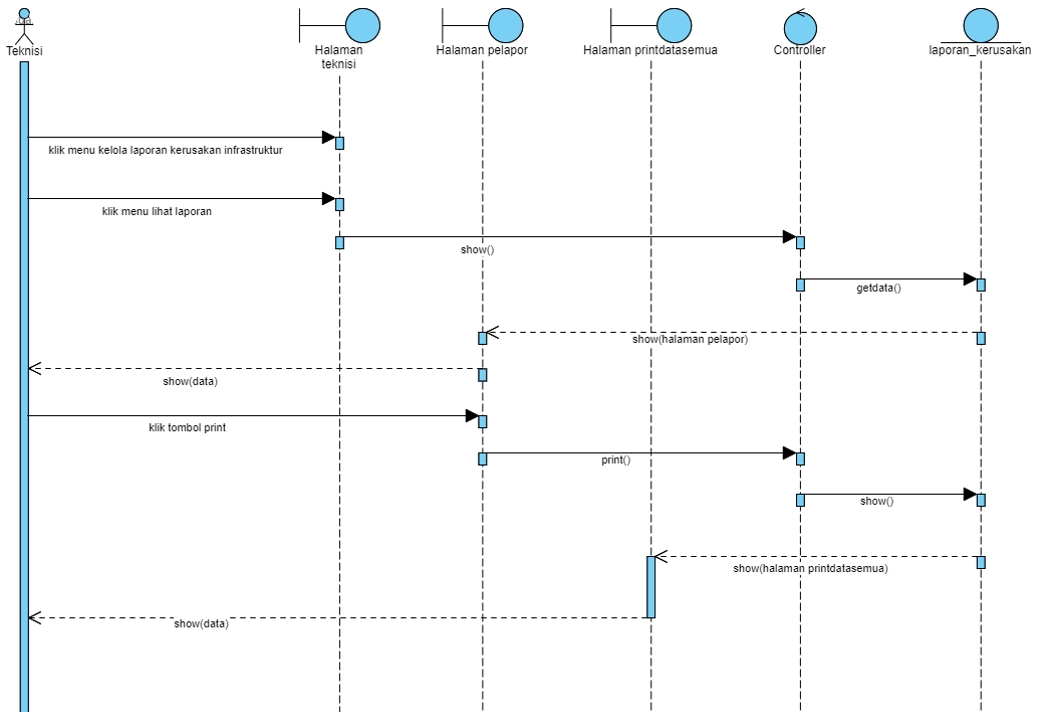 Teknisi
Halaman
teknisi
Halaman pelapor
Halaman printdatasemua
Controller
laporan_kerusakan
klik menu kelola laporan kerusakan infrastruktur
klik menu lihat laporan
show()
getdata()
show(halaman pelapor)
show(data)
klik tombol print
print()
show()
show(halaman printdatasemua)
show(data)